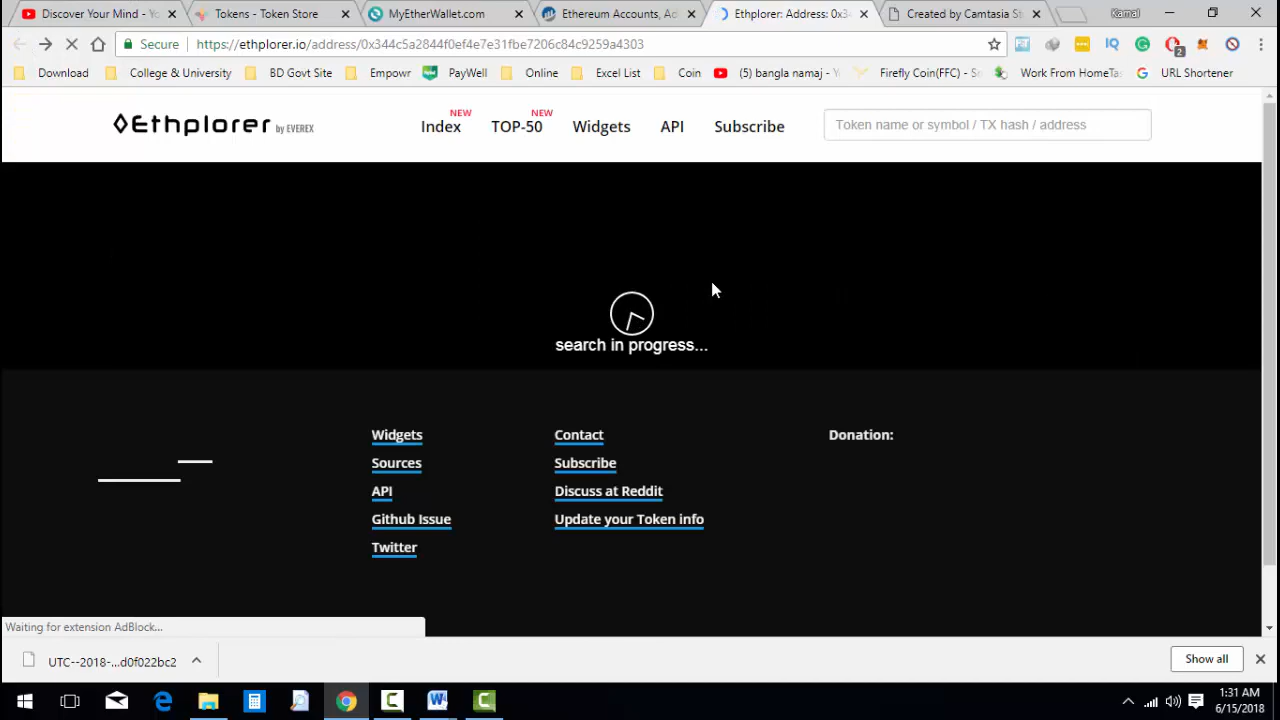 Discover Your Mind - Yo
Tokens - Token Store
MyEtherWallet.com
Ethereum Accounts, Ad
Ethplorer: Address: 0x34
Created by Camtasia St
Kamal
Secure
https://ethplorer.io/address/0x344c5a2844f0ef4e7e31fbe7206c84c9259a4303
2
Download
College & University
BD Govt Site
Empowr
PayWell
Online
Excel List
Coin
(5) bangla namaj - Y
Firefly Coin(FFC) - So
Work From HomeTas
URL Shortener
Ethplorer by EVEREX
Index NEW
TOP-50 NEW
Widgets
API
Subscribe
Token name or symbol / TX hash / address
search in progress...
Widgets
Sources
API
Github Issue
Twitter
Contact
Subscribe
Discuss at Reddit
Update your Token info
Donation:
Waiting for extension AdBlock...
UTC--2018-...d0f022bc2
Show all
1:31 AM
6/15/2018